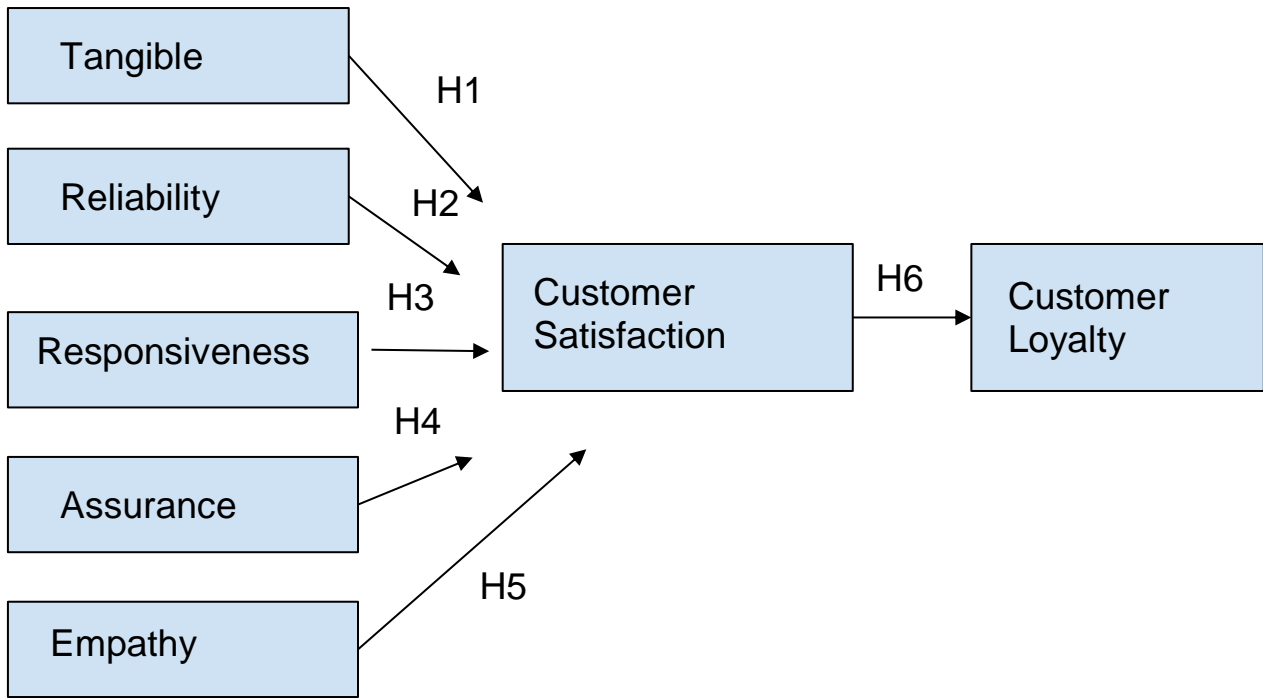 Tangible
H1
Reliability
H2
H3
Responsiveness
H4
Assurance
H5
Empathy
Customer
Satisfaction
H6
Customer
Loyalty